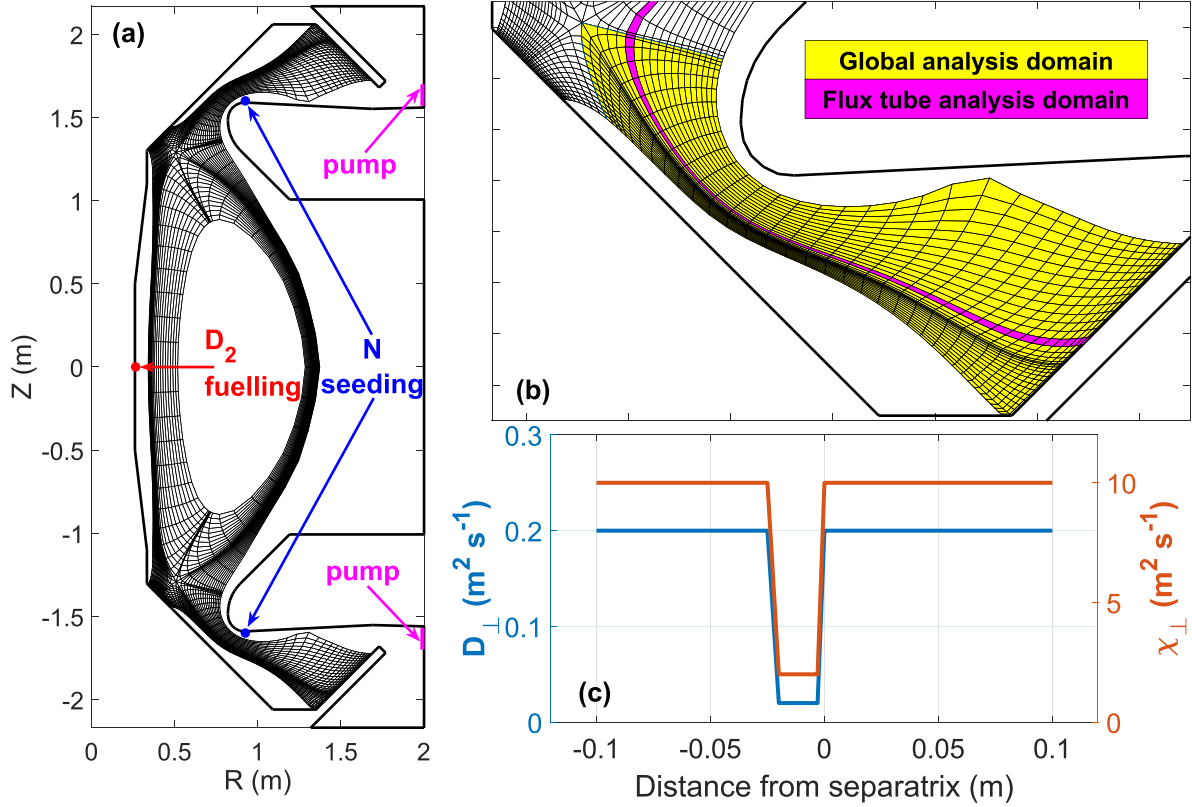 (a)
2
1.5
1
0.5
0
-0.5
-1
-1.5
-2
Z (m)
pump
D₂
fuelling
N
seeding
pump
0
0.5
1
1.5
2
R (m)
Global analysis domain
Flux tube analysis domain
(b)
0.3
0.2
0.1
0
D⊥ (m² s⁻¹)
10
5
0
χ⊥ (m² s⁻¹)
(c)
-0.1
-0.05
0
0.05
0.1
Distance from separatrix (m)